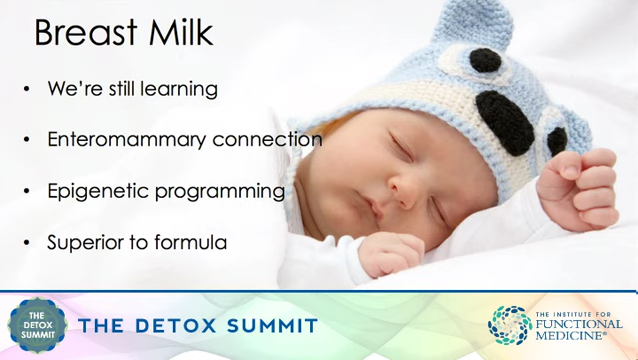 Breast Milk
• We're still learning
• Enteromammary connection
• Epigenetic programming
• Superior to formula
THE
DETOX
SUMMIT
THE DETOX SUMMIT
THE INSTITUTE FOR
FUNCTIONAL
MEDICINE®